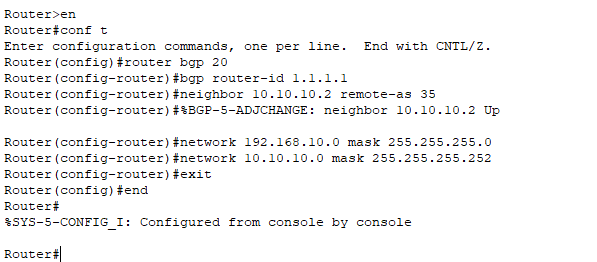 Router>en
Router#conf t
Enter configuration commands, one per line.  End with CNTL/Z.
Router(config)#router bgp 20
Router(config-router)#bgp router-id 1.1.1.1
Router(config-router)#neighbor 10.10.10.2 remote-as 35
Router(config-router)#%BGP-5-ADJCHANGE: neighbor 10.10.10.2 Up
Router(config-router)#network 192.168.10.0 mask 255.255.255.0
Router(config-router)#network 10.10.10.0 mask 255.255.255.252
Router(config-router)#exit
Router(config)#end
Router#
%SYS-5-CONFIG_I: Configured from console by console
Router#